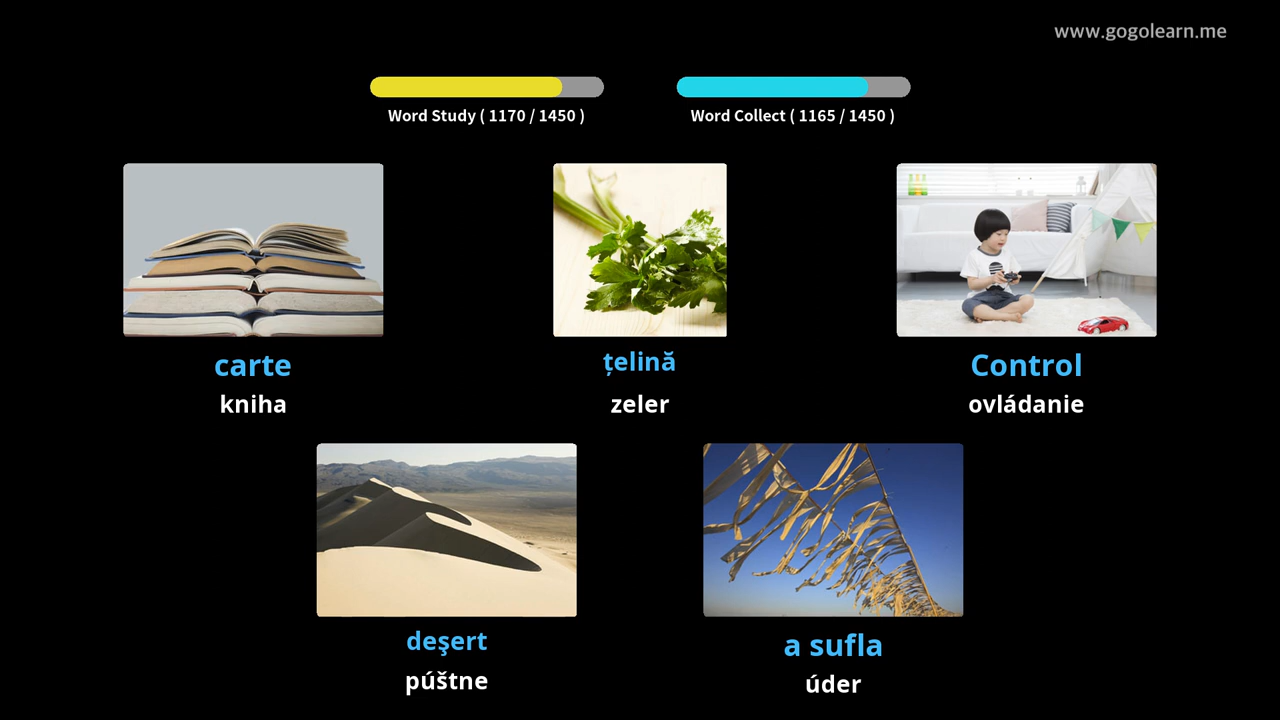 www.gogolearn.me
Word Study ( 1170 / 1450 )
Word Collect ( 1165 / 1450 )
carte
kniha
țelină
zeler
Control
ovládanie
deşert
púštne
a sufla
úder